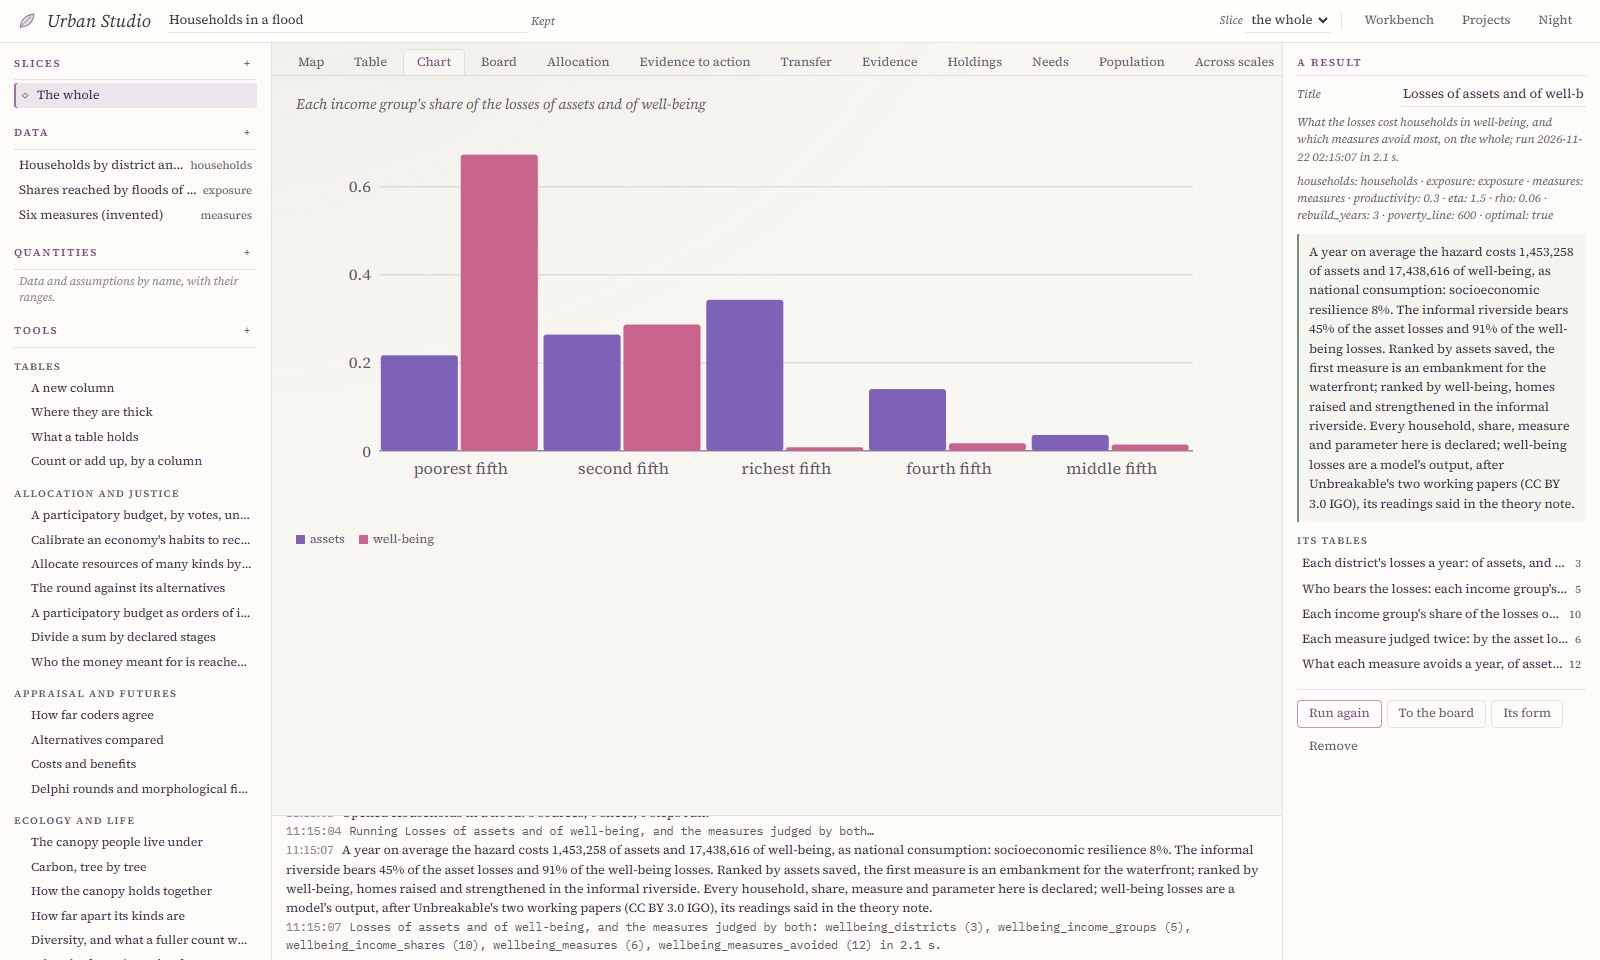 Urban Studio
Households in a flood
Kept
Slice the whole
Workbench
Projects
Night
SLICES +
The whole
DATA +
Households by district an... households
Shares reached by floods of ... exposure
Six measures (invented) measures
QUANTITIES +
Data and assumptions by name, with their
ranges.
TOOLS +
TABLES
A new column
Where they are thick
What a table holds
Count or add up, by a column
ALLOCATION AND JUSTICE
A participatory budget, by votes, un...
Calibrate an economy's habits to rec...
Allocate resources of many kinds by...
The round against its alternatives
A participatory budget as orders of i...
Divide a sum by declared stages
Who the money meant for is reache...
APPRAISAL AND FUTURES
How far coders agree
Alternatives compared
Costs and benefits
Delphi rounds and morphological fi...
ECOLOGY AND LIFE
The canopy people live under
Carbon, tree by tree
How the canopy holds together
How far apart its kinds are
Diversity, and what a fuller count w...
Map
Table
Chart
Board
Allocation
Evidence to action
Transfer
Evidence
Holdings
Needs
Population
Across scales
Each income group's share of the losses of assets and of well-being
0.6
0.4
0.2
0
poorest fifth
second fifth
richest fifth
fourth fifth
middle fifth
assets
well-being
11:15:04 Running Losses of assets and of well-being, and the measures judged by both…
11:15:07 A year on average the hazard costs 1,453,258 of assets and 17,438,616 of well-being, as national consumption: socioeconomic resilience 8%. The informal
riverside bears 45% of the asset losses and 91% of the well-being losses. Ranked by assets saved, the first measure is an embankment for the waterfront; ranked by
well-being, homes raised and strengthened in the informal riverside. Every household, share, measure and parameter here is declared; well-being losses are a
model's output, after Unbreakable's two working papers (CC BY 3.0 IGO), its readings said in the theory note.
11:15:07 Losses of assets and of well-being, and the measures judged by both: wellbeing_districts (3), wellbeing_income_groups (5),
wellbeing_income_shares (10), wellbeing_measures (6), wellbeing_measures_avoided (12) in 2.1 s.
A RESULT
Title Losses of assets and of well-b
What the losses cost households in well-being, and
which measures avoid most, on the whole; run 2026-11-
22 02:15:07 in 2.1 s.
households: households · exposure: exposure · measures:
measures · productivity: 0.3 · eta: 1.5 · rho: 0.06 ·
rebuild_years: 3 · poverty_line: 600 · optimal: true
A year on average the hazard costs 1,453,258
of assets and 17,438,616 of well-being, as
national consumption: socioeconomic
resilience 8%. The informal riverside bears
45% of the asset losses and 91% of the well-
being losses. Ranked by assets saved, the
first measure is an embankment for the
waterfront; ranked by well-being, homes
raised and strengthened in the informal
riverside. Every household, share, measure
and parameter here is declared; well-being
losses are a model's output, after
Unbreakable's two working papers (CC BY
3.0 IGO), its readings said in the theory note.
ITS TABLES
Each district's losses a year: of assets, and ... 3
Who bears the losses: each income group's... 5
Each income group's share of the losses o... 10
Each measure judged twice: by the asset lo... 6
What each measure avoids a year, of asset... 12
Run again
To the board
Its form
Remove